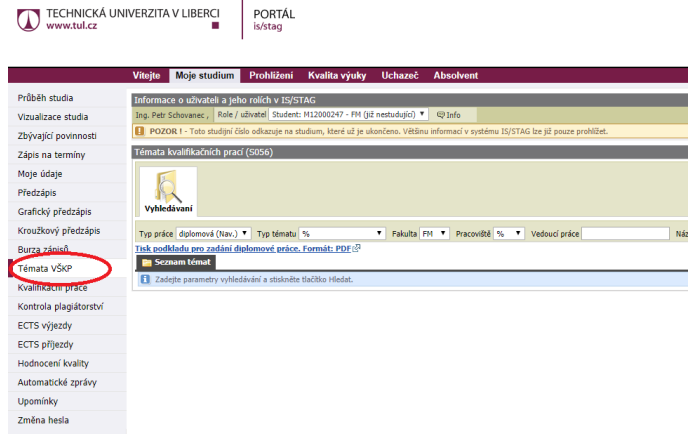 TECHNICKÁ UNIVERZITA V LIBERCI
www.tul.cz
PORTÁL
is/stag
Vítejte Moje studium Prohlížení Kvalita výuky Uchazeč Absolvent
Průběh studia
Vizualizace studia
Zbývající povinnosti
Zápis na termíny
Moje údaje
Předzápis
Grafický předzápis
Kroužkový předzápis
Burza zápisů
Témata VŠKP
Kvalifikační práce
Kontrola plagiátorství
ECTS výjezdy
ECTS příjezdy
Hodnocení kvality
Automatické zprávy
Upomínky
Změna hesla
Informace o uživateli a jeho rolích v IS/STAG
Ing. Petr Schovanec , Role / uživatel Student: M12000247 - FM (již nestudující) Info
POZOR ! - Toto studijní číslo odkazuje na studium, které už je ukončeno. Většinu informací v systému IS/STAG lze již pouze prohlížet.
Témata kvalifikačních prací (S056)
Vyhledávaní
Typ práce diplomová (Nav.) Typ tématu % Fakulta FM Pracoviště % Vedoucí práce Náz
Tisk podkladu pro zadání diplomové práce. Formát: PDF
Seznam témat
Zadejte parametry vyhledávání a stiskněte tlačítko Hledat.